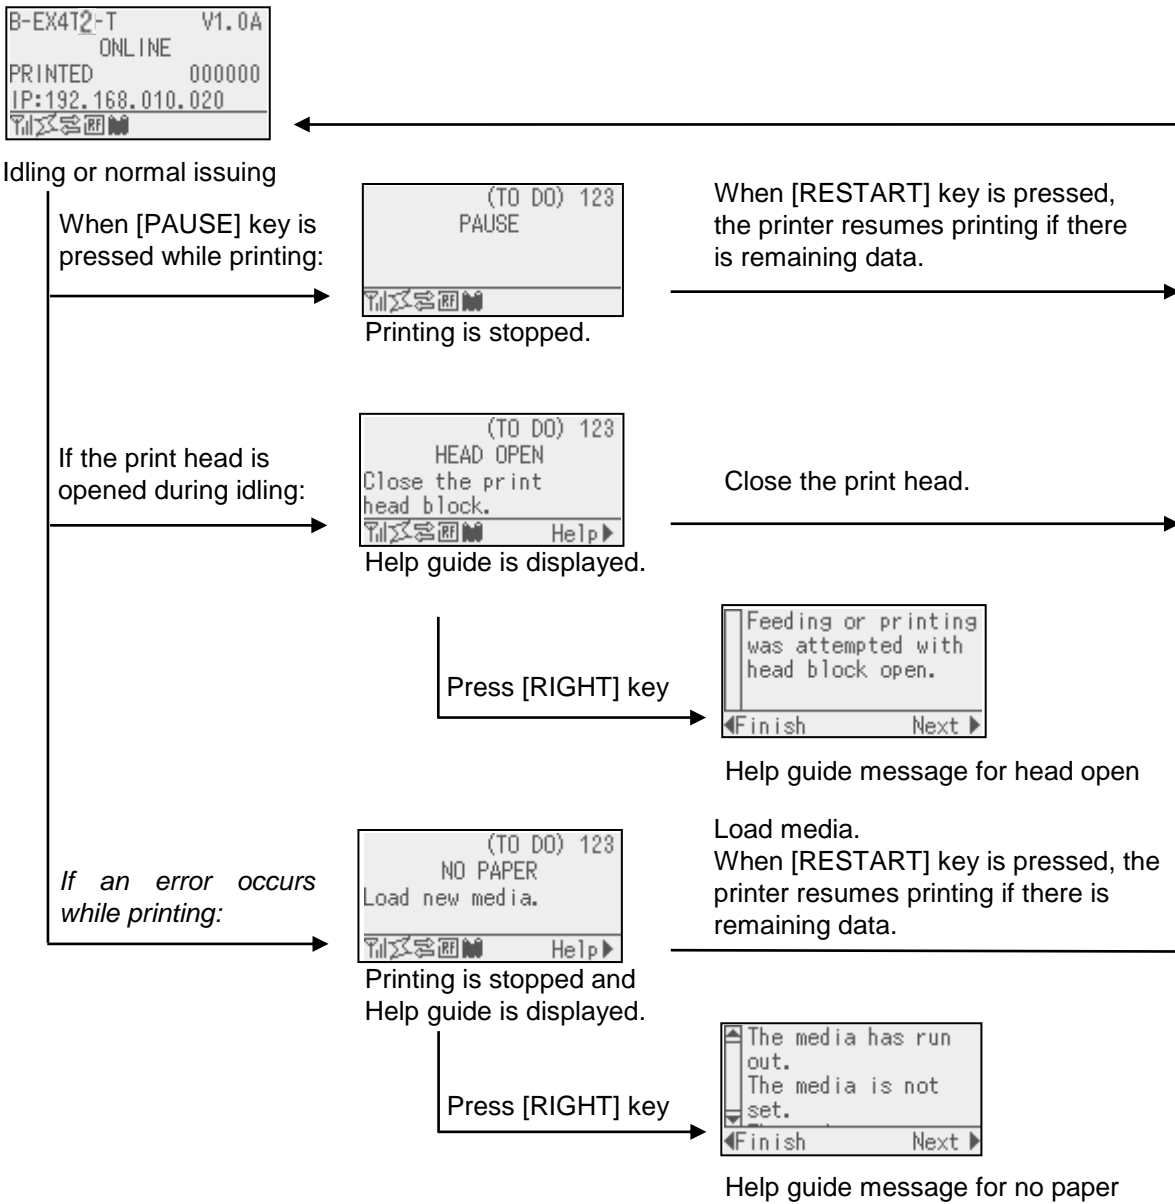 B-EX4T2-T V1.0A
ONLINE
PRINTED 000000
IP:192.168.010.020
RF
Idling or normal issuing
When [PAUSE] key is
pressed while printing:
(TO DO) 123
PAUSE
RF
Printing is stopped.
When [RESTART] key is pressed,
the printer resumes printing if there
is remaining data.
If the print head is
opened during idling:
(TO DO) 123
HEAD OPEN
Close the print
head block.
RF Help
Help guide is displayed.
Close the print head.
Press [RIGHT] key
Feeding or printing
was attempted with
head block open.
Finish Next
Help guide message for head open
If an error occurs
while printing:
(TO DO) 123
NO PAPER
Load new media.
RF Help
Printing is stopped and
Help guide is displayed.
Load media.
When [RESTART] key is pressed, the
printer resumes printing if there is
remaining data.
Press [RIGHT] key
The media has run
out.
The media is not
set.
Finish Next
Help guide message for no paper